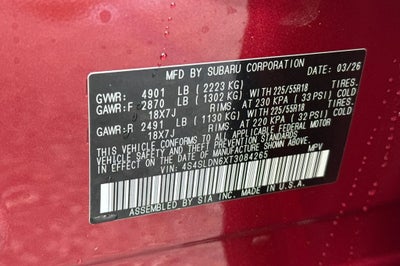 MFD BY SUBARU CORPORATION 03/26
GVWR: 4901 LB ( 2223 KG) TIRES.
GAWR:F 2870 LB ( 1302 KG) WITH 225/55R18
18X7J RIMS. AT 230 KPA ( 33 PSI) COLD
GAWR:R 2491 LB ( 1130 KG) WITH 225/55R18 TIRES.
18X7J RIMS. AT 220 KPA ( 32 PSI) COLD
THIS VEHICLE CONFORMS TO ALL APPLICABLE FEDERAL MOTOR
VEHICLE SAFETY, BUMPER, AND THEFT PREVENTION
STANDARDS IN EFFECT ON THE DATE OF MANUFACTURE SHOWN ABOVE.
VIN: 4S4SLDN6XT3084265 MPV
ASSEMBLED BY SIA INC. MADE IN U.S.A.